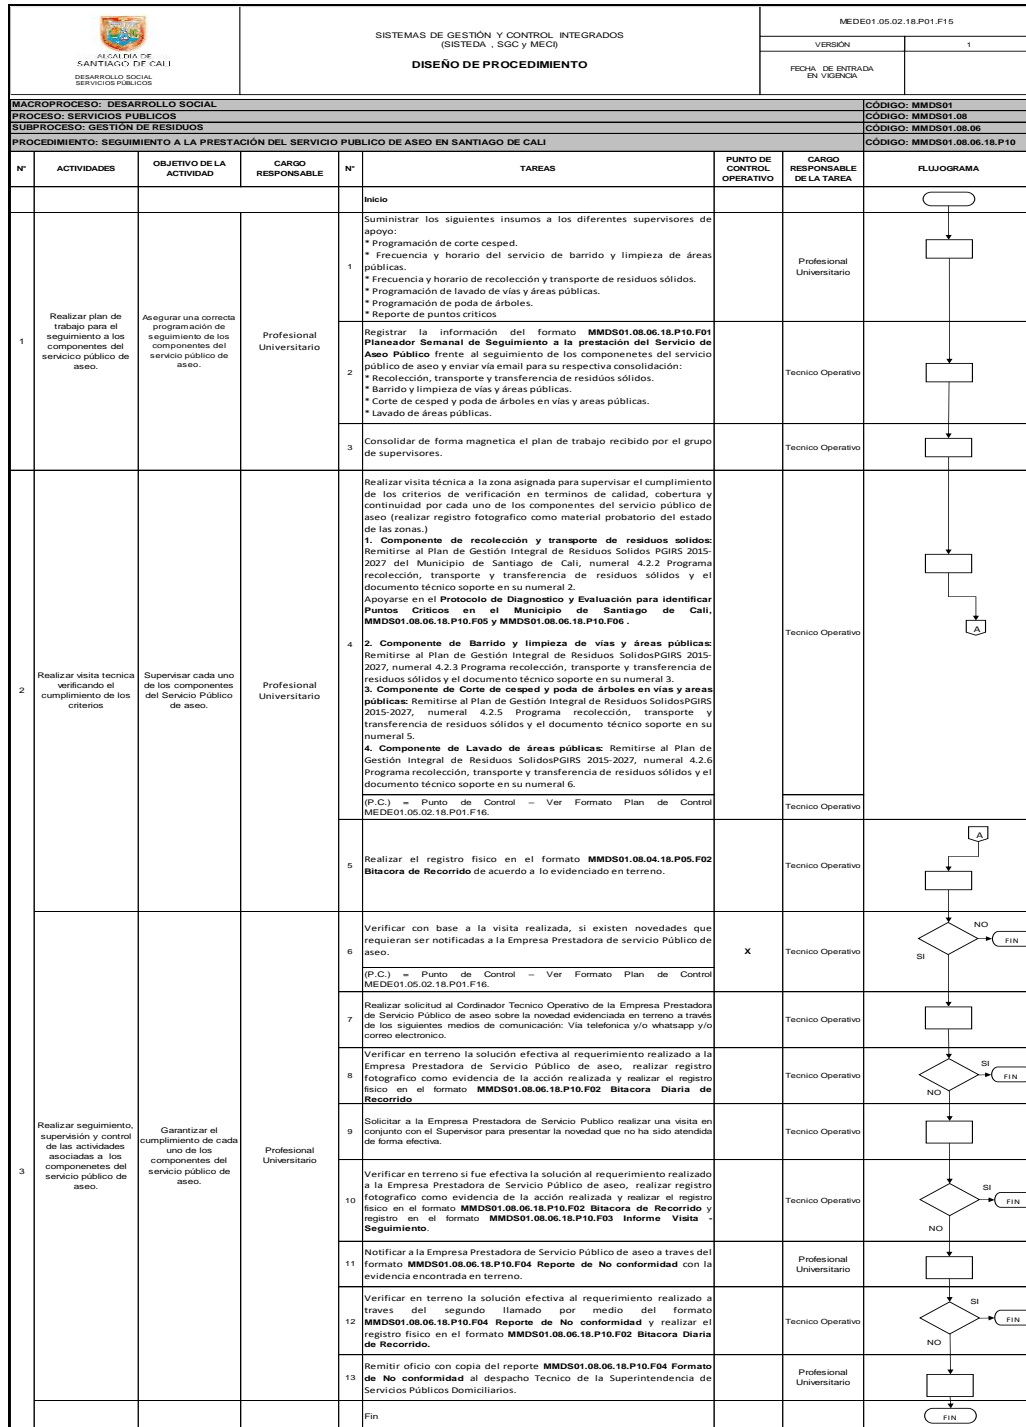 ALCALDIA DE
SANTIAGO DE CALI
DESARROLLO SOCIAL
SERVICIOS PÚBLICOS
SISTEMAS DE GESTIÓN Y CONTROL INTEGRADOS
(SISTEDA , SGC y MECI)
DISEÑO DE PROCEDIMIENTO
MEDE01.05.02.18.P01.F15
VERSIÓN
1
FECHA DE ENTRADA
EN VIGENCIA
MACROPROCESO: DESARROLLO SOCIAL
CÓDIGO: MMDS01
PROCESO: SERVICIOS PUBLICOS
CÓDIGO: MMDS01.08
SUBPROCESO: GESTIÓN DE RESIDUOS
CÓDIGO: MMDS01.08.06
PROCEDIMIENTO: SEGUIMIENTO A LA PRESTACIÓN DEL SERVICIO PUBLICO DE ASEO EN SANTIAGO DE CALI
CÓDIGO: MMDS01.08.06.18.P10
N°
ACTIVIDADES
OBJETIVO DE LA
ACTIVIDAD
CARGO
RESPONSABLE
N°
TAREAS
PUNTO DE
CONTROL
OPERATIVO
CARGO
RESPONSABLE
DE LA TAREA
FLUJOGRAMA
Inicio
1
Realizar plan de
trabajo para el
seguimiento a los
componentes del
servicico público de
aseo.
Asegurar una correcta
programación de
seguimiento de los
componentes del
servicio público de
aseo.
Profesional
Universitario
1
Suministrar los siguientes insumos a los diferentes supervisores de
apoyo:
* Programación de corte cesped.
* Frecuencia y horario del servicio de barrido y limpieza de áreas
públicas.
* Frecuencia y horario de recolección y transporte de residuos sólidos.
* Programación de lavado de vías y áreas públicas.
* Programación de poda de árboles.
* Reporte de puntos criticos
Profesional
Universitario
2
Registrar la información del formato MMDS01.08.06.18.P10.F01
Planeador Semanal de Seguimiento a la prestación del Servicio de
Aseo Público frente al seguimiento de los componenetes del servicio
público de aseo y enviar vía email para su respectiva consolidación:
* Recolección, transporte y transferencia de residúos sólidos.
* Barrido y limpieza de vías y áreas públicas.
* Corte de cesped y poda de árboles en vías y areas públicas.
* Lavado de áreas públicas.
Tecnico Operativo
3
Consolidar de forma magnetica el plan de trabajo recibido por el grupo
de supervisores.
Tecnico Operativo
2
Realizar visita tecnica
verificando el
cumplimiento de los
criterios
Supervisar cada uno
de los componentes
del Servicio Público
de aseo.
Profesional
Universitario
4
Realizar visita técnica a la zona asignada para supervisar el cumplimiento
de los criterios de verificación en terminos de calidad, cobertura y
continuidad por cada uno de los componentes del servicio público de
aseo (realizar registro fotografico como material probatorio del estado
de las zonas.)
1. Componente de recolección y transporte de residuos solidos:
Remitirse al Plan de Gestión Integral de Residuos Solidos PGIRS 2015-
2027 del Municipio de Santiago de Cali, numeral 4.2.2 Programa
recolección, transporte y transferencia de residuos sólidos y el
documento técnico soporte en su numeral 2.
Apoyarse en el Protocolo de Diagnostico y Evaluación para identificar
Puntos Criticos en el Municipio de Santiago de Cali,
MMDS01.08.06.18.P10.F05 y MMDS01.08.06.18.P10.F06 .
2. Componente de Barrido y limpieza de vías y áreas públicas:
Remitirse al Plan de Gestión Integral de Residuos SolidosPGIRS 2015-
2027, numeral 4.2.3 Programa recolección, transporte y transferencia de
residuos sólidos y el documento técnico soporte en su numeral 3.
3. Componente de Corte de cesped y poda de árboles en vías y areas
públicas: Remitirse al Plan de Gestión Integral de Residuos SolidosPGIRS
2015-2027, numeral 4.2.5 Programa recolección, transporte y
transferencia de residuos sólidos y el documento técnico soporte en su
numeral 5.
4. Componente de Lavado de áreas públicas: Remitirse al Plan de
Gestión Integral de Residuos SolidosPGIRS 2015-2027, numeral 4.2.6
Programa recolección, transporte y transferencia de residuos sólidos y el
documento técnico soporte en su numeral 6.
Tecnico Operativo
A
(P.C.) = Punto de Control – Ver Formato Plan de Control
MEDE01.05.02.18.P01.F16.
Tecnico Operativo
5
Realizar el registro fisico en el formato MMDS01.08.04.18.P05.F02
Bitacora de Recorrido de acuerdo a lo evidenciado en terreno.
Tecnico Operativo
A
3
Realizar seguimiento,
supervisión y control
de las actividades
asociadas a los
componenetes del
servicio público de
aseo.
Garantizar el
cumplimiento de cada
uno de los
componentes del
servicio público de
aseo.
Profesional
Universitario
6
Verificar con base a la visita realizada, si existen novedades que
requieran ser notificadas a la Empresa Prestadora de servicio Público de
aseo.
(P.C.) = Punto de Control – Ver Formato Plan de Control
MEDE01.05.02.18.P01.F16.
X
Tecnico Operativo
NO
FIN
SI
7
Realizar solicitud al Cordinador Tecnico Operativo de la Empresa Prestadora
de Servicio Público de aseo sobre la novedad evidenciada en terreno a través
de los siguientes medios de comunicación: Vía telefonica y/o whatsapp y/o
correo electronico.
Tecnico Operativo
8
Verificar en terreno la solución efectiva al requerimiento realizado a la
Empresa Prestadora de Servicio Público de aseo, realizar registro
fotografico como evidencia de la acción realizada y realizar el registro
fisico en el formato MMDS01.08.06.18.P10.F02 Bitacora Diaria de
Recorrido
Tecnico Operativo
SI
FIN
NO
9
Solicitar a la Empresa Prestadora de Servicio Publico realizar una visita en
conjunto con el Supervisor para presentar la novedad que no ha sido atendida
de forma efectiva.
Tecnico Operativo
10
Verificar en terreno si fue efectiva la solución al requerimiento realizado
a la Empresa Prestadora de Servicio Público de aseo, realizar registro
fotografico como evidencia de la acción realizada y realizar el registro
fisico en el formato MMDS01.08.06.18.P10.F02 Bitacora de Recorrido y
registro en el formato MMDS01.08.06.18.P10.F03 Informe Visita -
Seguimiento.
Tecnico Operativo
SI
FIN
NO
11
Notificar a la Empresa Prestadora de Servicio Público de aseo a traves del
formato MMDS01.08.06.18.P10.F04 Reporte de No conformidad con la
evidencia encontrada en terreno.
Profesional
Universitario
12
Verificar en terreno la solución efectiva al requerimiento realizado a
traves del segundo llamado por medio del formato
MMDS01.08.06.18.P10.F04 Reporte de No conformidad y realizar el
registro fisico en el formato MMDS01.08.06.18.P10.F02 Bitacora Diaria
de Recorrido.
Tecnico Operativo
SI
FIN
NO
13
Remitir oficio con copia del reporte MMDS01.08.06.18.P10.F04 Formato
de No conformidad al despacho Tecnico de la Superintendencia de
Servicios Públicos Domiciliarios.
Profesional
Universitario
Fin
FIN